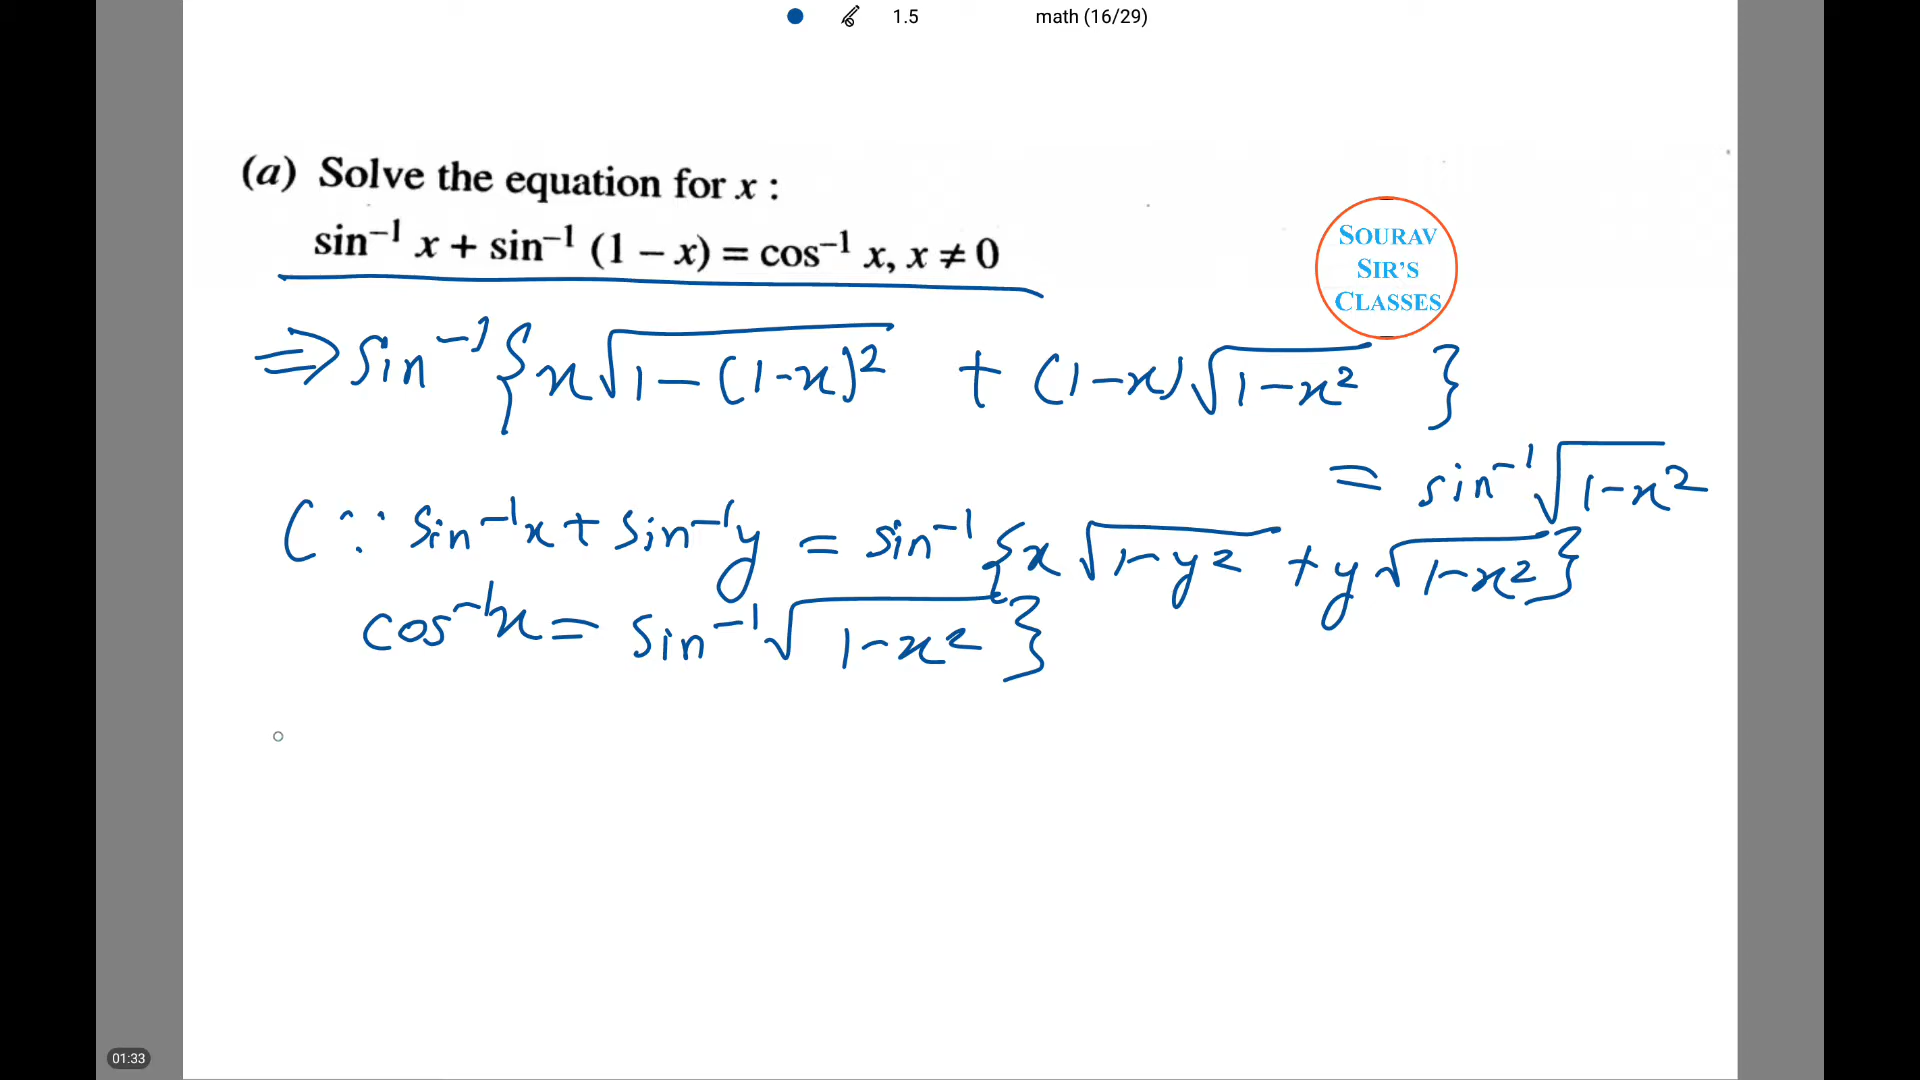 1.5 math (16/29)
(a) Solve the equation for x :
sin⁻¹ x + sin⁻¹ (1 – x) = cos⁻¹ x, x ≠ 0
SOURAV
SIR'S
CLASSES
⇒ sin⁻¹{x√(1-(1-x)²) + (1-x)√(1-x²) }
= sin⁻¹√(1-x²)
(∵ sin⁻¹x + sin⁻¹y = sin⁻¹{x√(1-y²) + y√(1-x²)}
cos⁻¹x = sin⁻¹√(1-x²) }
01:33